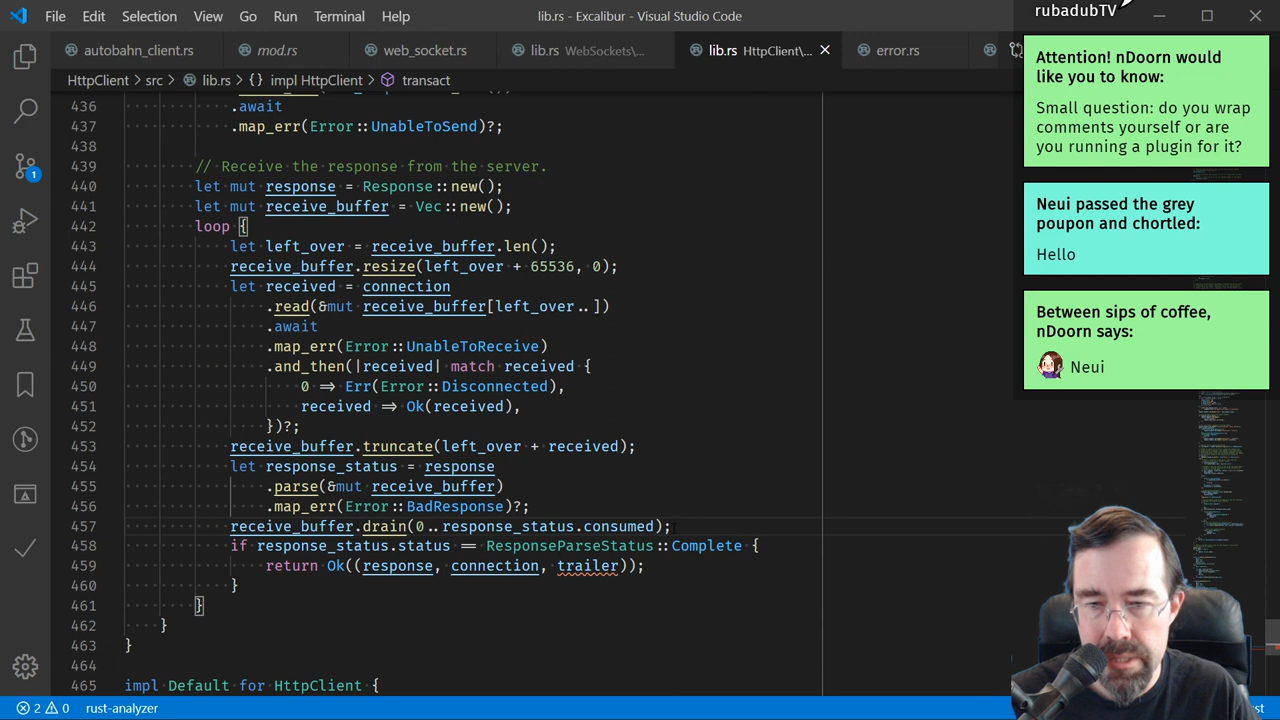 File Edit Selection View Go Run Terminal Help
lib.rs - Excalibur - Visual Studio Code
rubadubTV
autobahn_client.rs mod.rs web_socket.rs lib.rs WebSockets\... lib.rs HttpClient\... error.rs
HttpClient > src > lib.rs > {} impl HttpClient > transact
436 .await
437 .map_err(Error::UnableToSend)?;
438
439 // Receive the response from the server.
440 let mut response = Response::new();
441 let mut receive_buffer = Vec::new();
442 loop {
443 let left_over = receive_buffer.len();
444 receive_buffer.resize(left_over + 65536, 0);
445 let received = connection
446 .read(&mut receive_buffer[left_over..])
447 .await
448 .map_err(Error::UnableToReceive)
449 .and_then(|received| match received {
450 0 => Err(Error::Disconnected),
451 received => Ok(received),
452 })?;
453 receive_buffer.truncate(left_over + received);
454 let response_status = response
455 .parse(&mut receive_buffer)
456 .map_err(Error::BadResponse)?;
457 receive_buffer.drain(0..response_status.consumed);
458 if response_status.status == ResponseParseStatus::Complete {
459 return Ok((response, connection, trailer));
460 }
461 }
462 }
463 }
464
465 impl Default for HttpClient {
Attention! nDoorn would
like you to know:
Small question: do you wrap
comments yourself or are
you running a plugin for it?
Neui passed the grey
poupon and chortled:
Hello
Between sips of coffee,
nDoorn says:
Neui
1
2 0 rust-analyzer